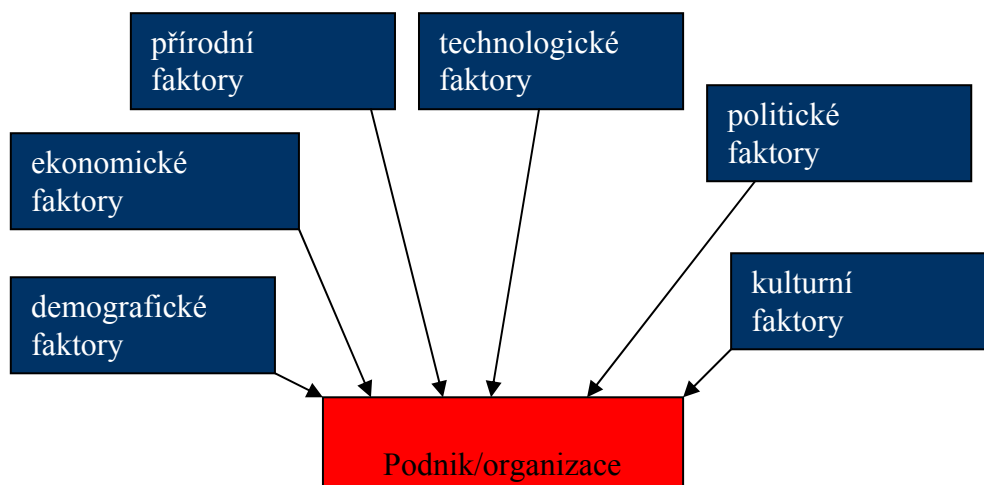 přírodní
faktory
technologické
faktory
politické
faktory
ekonomické
faktory
kulturní
faktory
demografické
faktory
Podnik/organizace